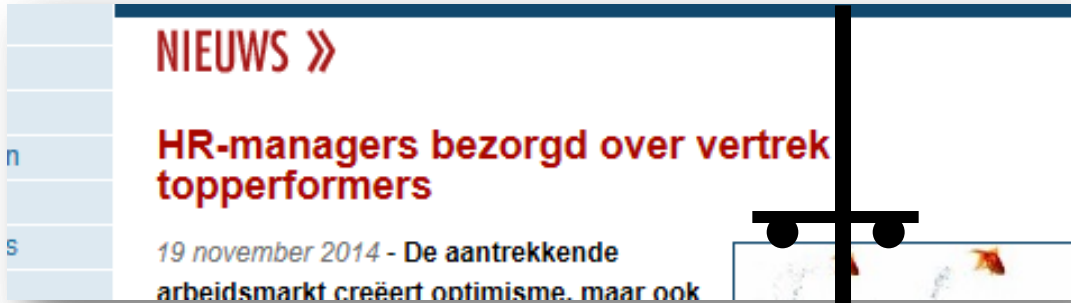 NIEUWS »
HR-managers bezorgd over vertrek
topperformers
n
19 november 2014 - De aantrekkende
s
arbeidsmarkt creëert optimisme, maar ook